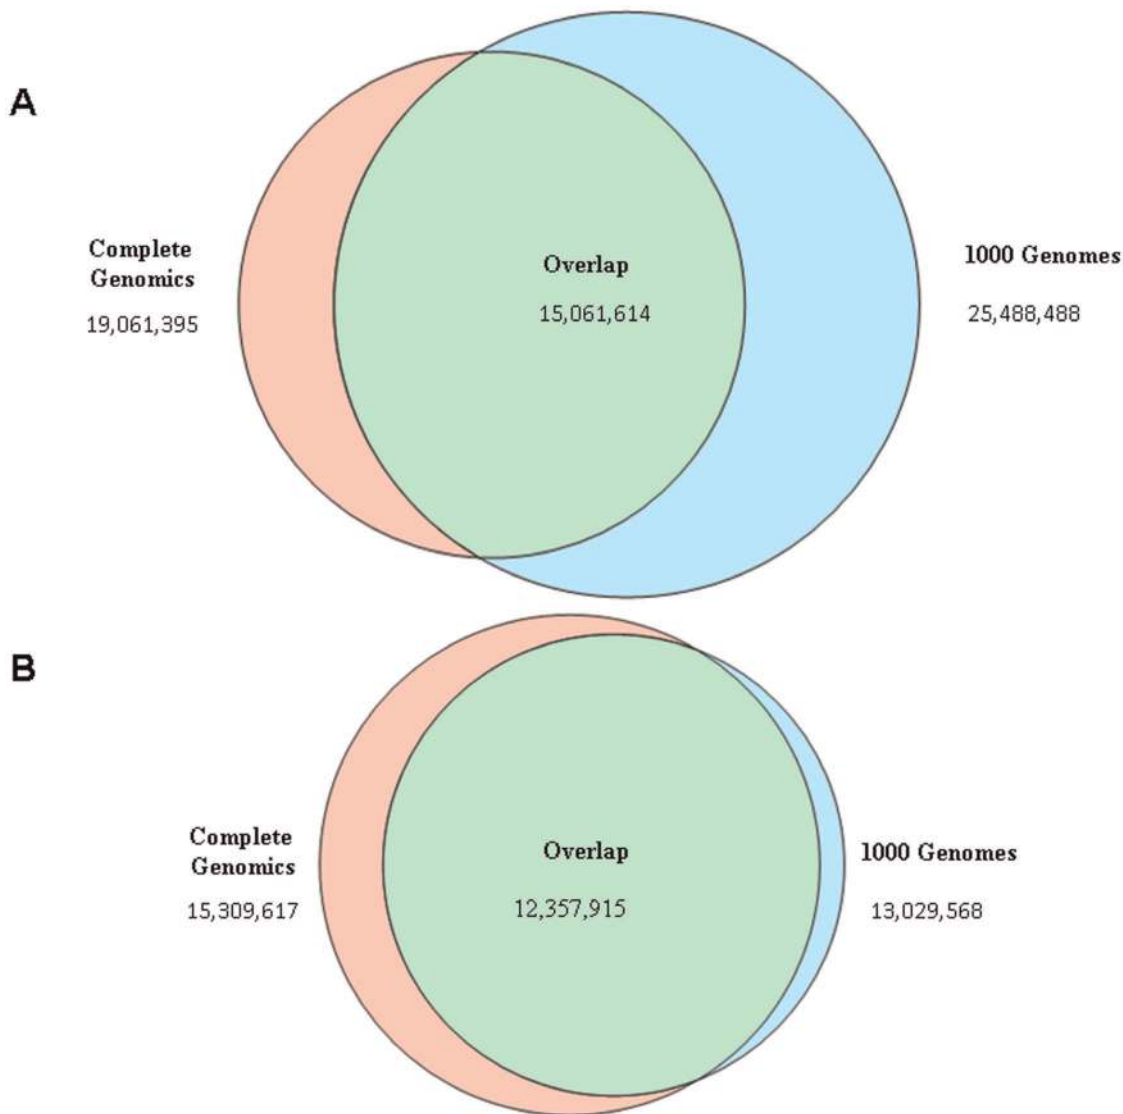 A
Complete
Genomics
19,061,395
Overlap
15,061,614
1000 Genomes
25,488,488
B
Complete
Genomics
15,309,617
Overlap
12,357,915
1000 Genomes
13,029,568